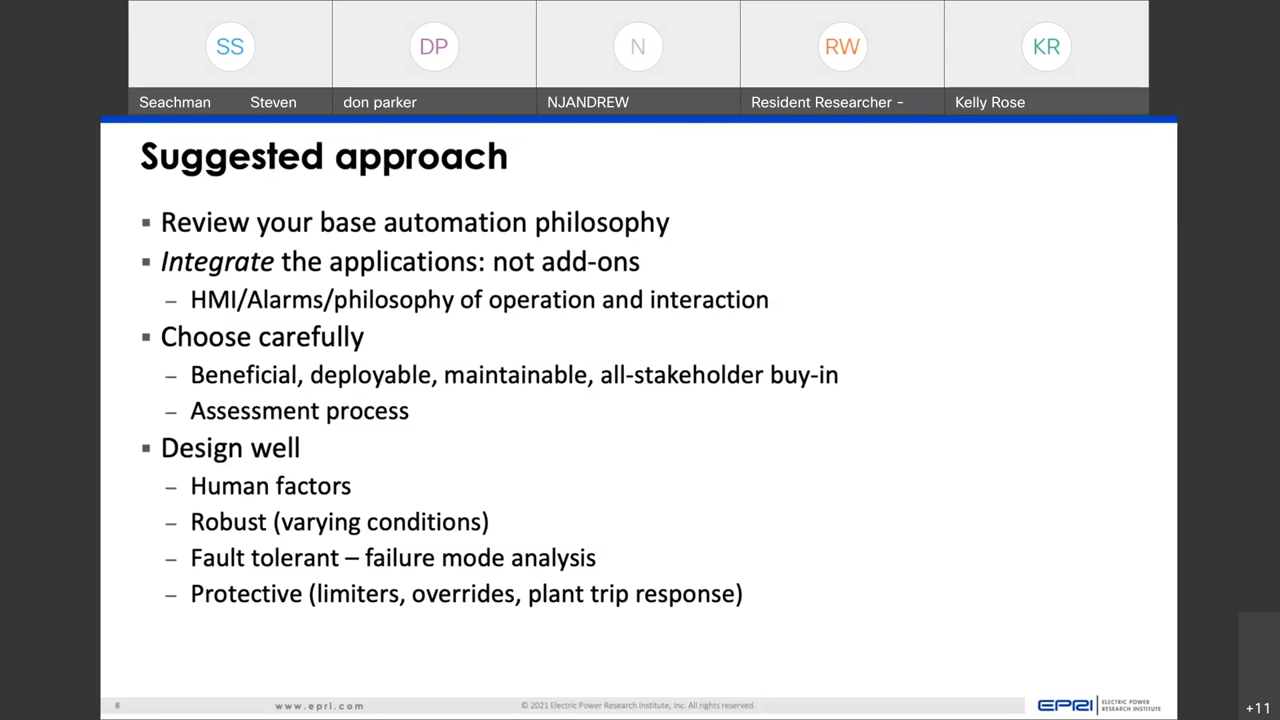 SS
DP
N
RW
KR
Seachman Steven
don parker
NJANDREW
Resident Researcher -
Kelly Rose
Suggested approach
▪ Review your base automation philosophy
▪ Integrate the applications: not add-ons
– HMI/Alarms/philosophy of operation and interaction
▪ Choose carefully
– Beneficial, deployable, maintainable, all-stakeholder buy-in
– Assessment process
▪ Design well
– Human factors
– Robust (varying conditions)
– Fault tolerant – failure mode analysis
– Protective (limiters, overrides, plant trip response)
8
www.epri.com
© 2021 Electric Power Research Institute, Inc. All rights reserved.
EPRI
ELECTRIC POWER
RESEARCH INSTITUTE
+11